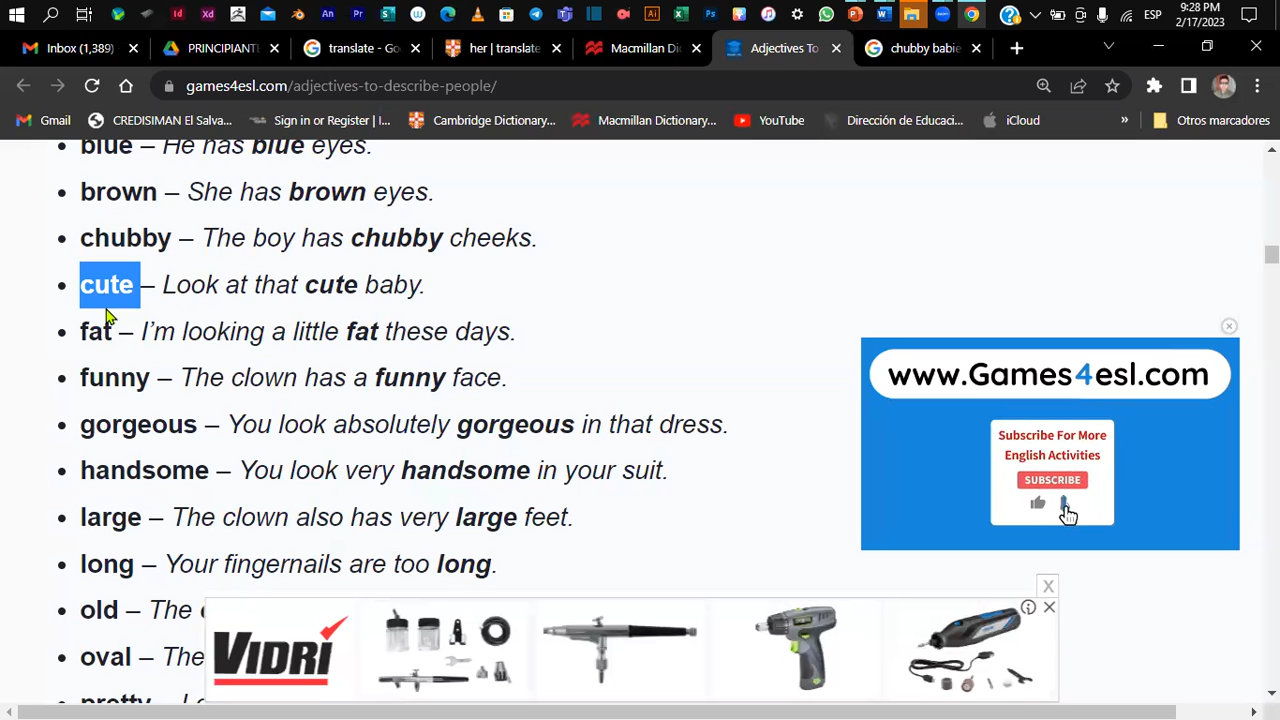 ESP
9:28 PM
2/17/2023
Inbox (1,389)
PRINCIPIANT
translate - Go
her | translate
Macmillan Dic
Adjectives To
chubby babie
games4esl.com/adjectives-to-describe-people/
Gmail
CREDISIMAN El Salva...
Sign in or Register | I...
Cambridge Dictionary...
Macmillan Dictionary...
YouTube
Dirección de Educaci...
iCloud
»
Otros marcadores
blue – He has blue eyes.
brown – She has brown eyes.
chubby – The boy has chubby cheeks.
cute – Look at that cute baby.
fat – I’m looking a little fat these days.
funny – The clown has a funny face.
gorgeous – You look absolutely gorgeous in that dress.
handsome – You look very handsome in your suit.
large – The clown also has very large feet.
long – Your fingernails are too long.
old – The
oval – The
pretty
www.Games4esl.com
Subscribe For More
English Activities
SUBSCRIBE
VIDRI